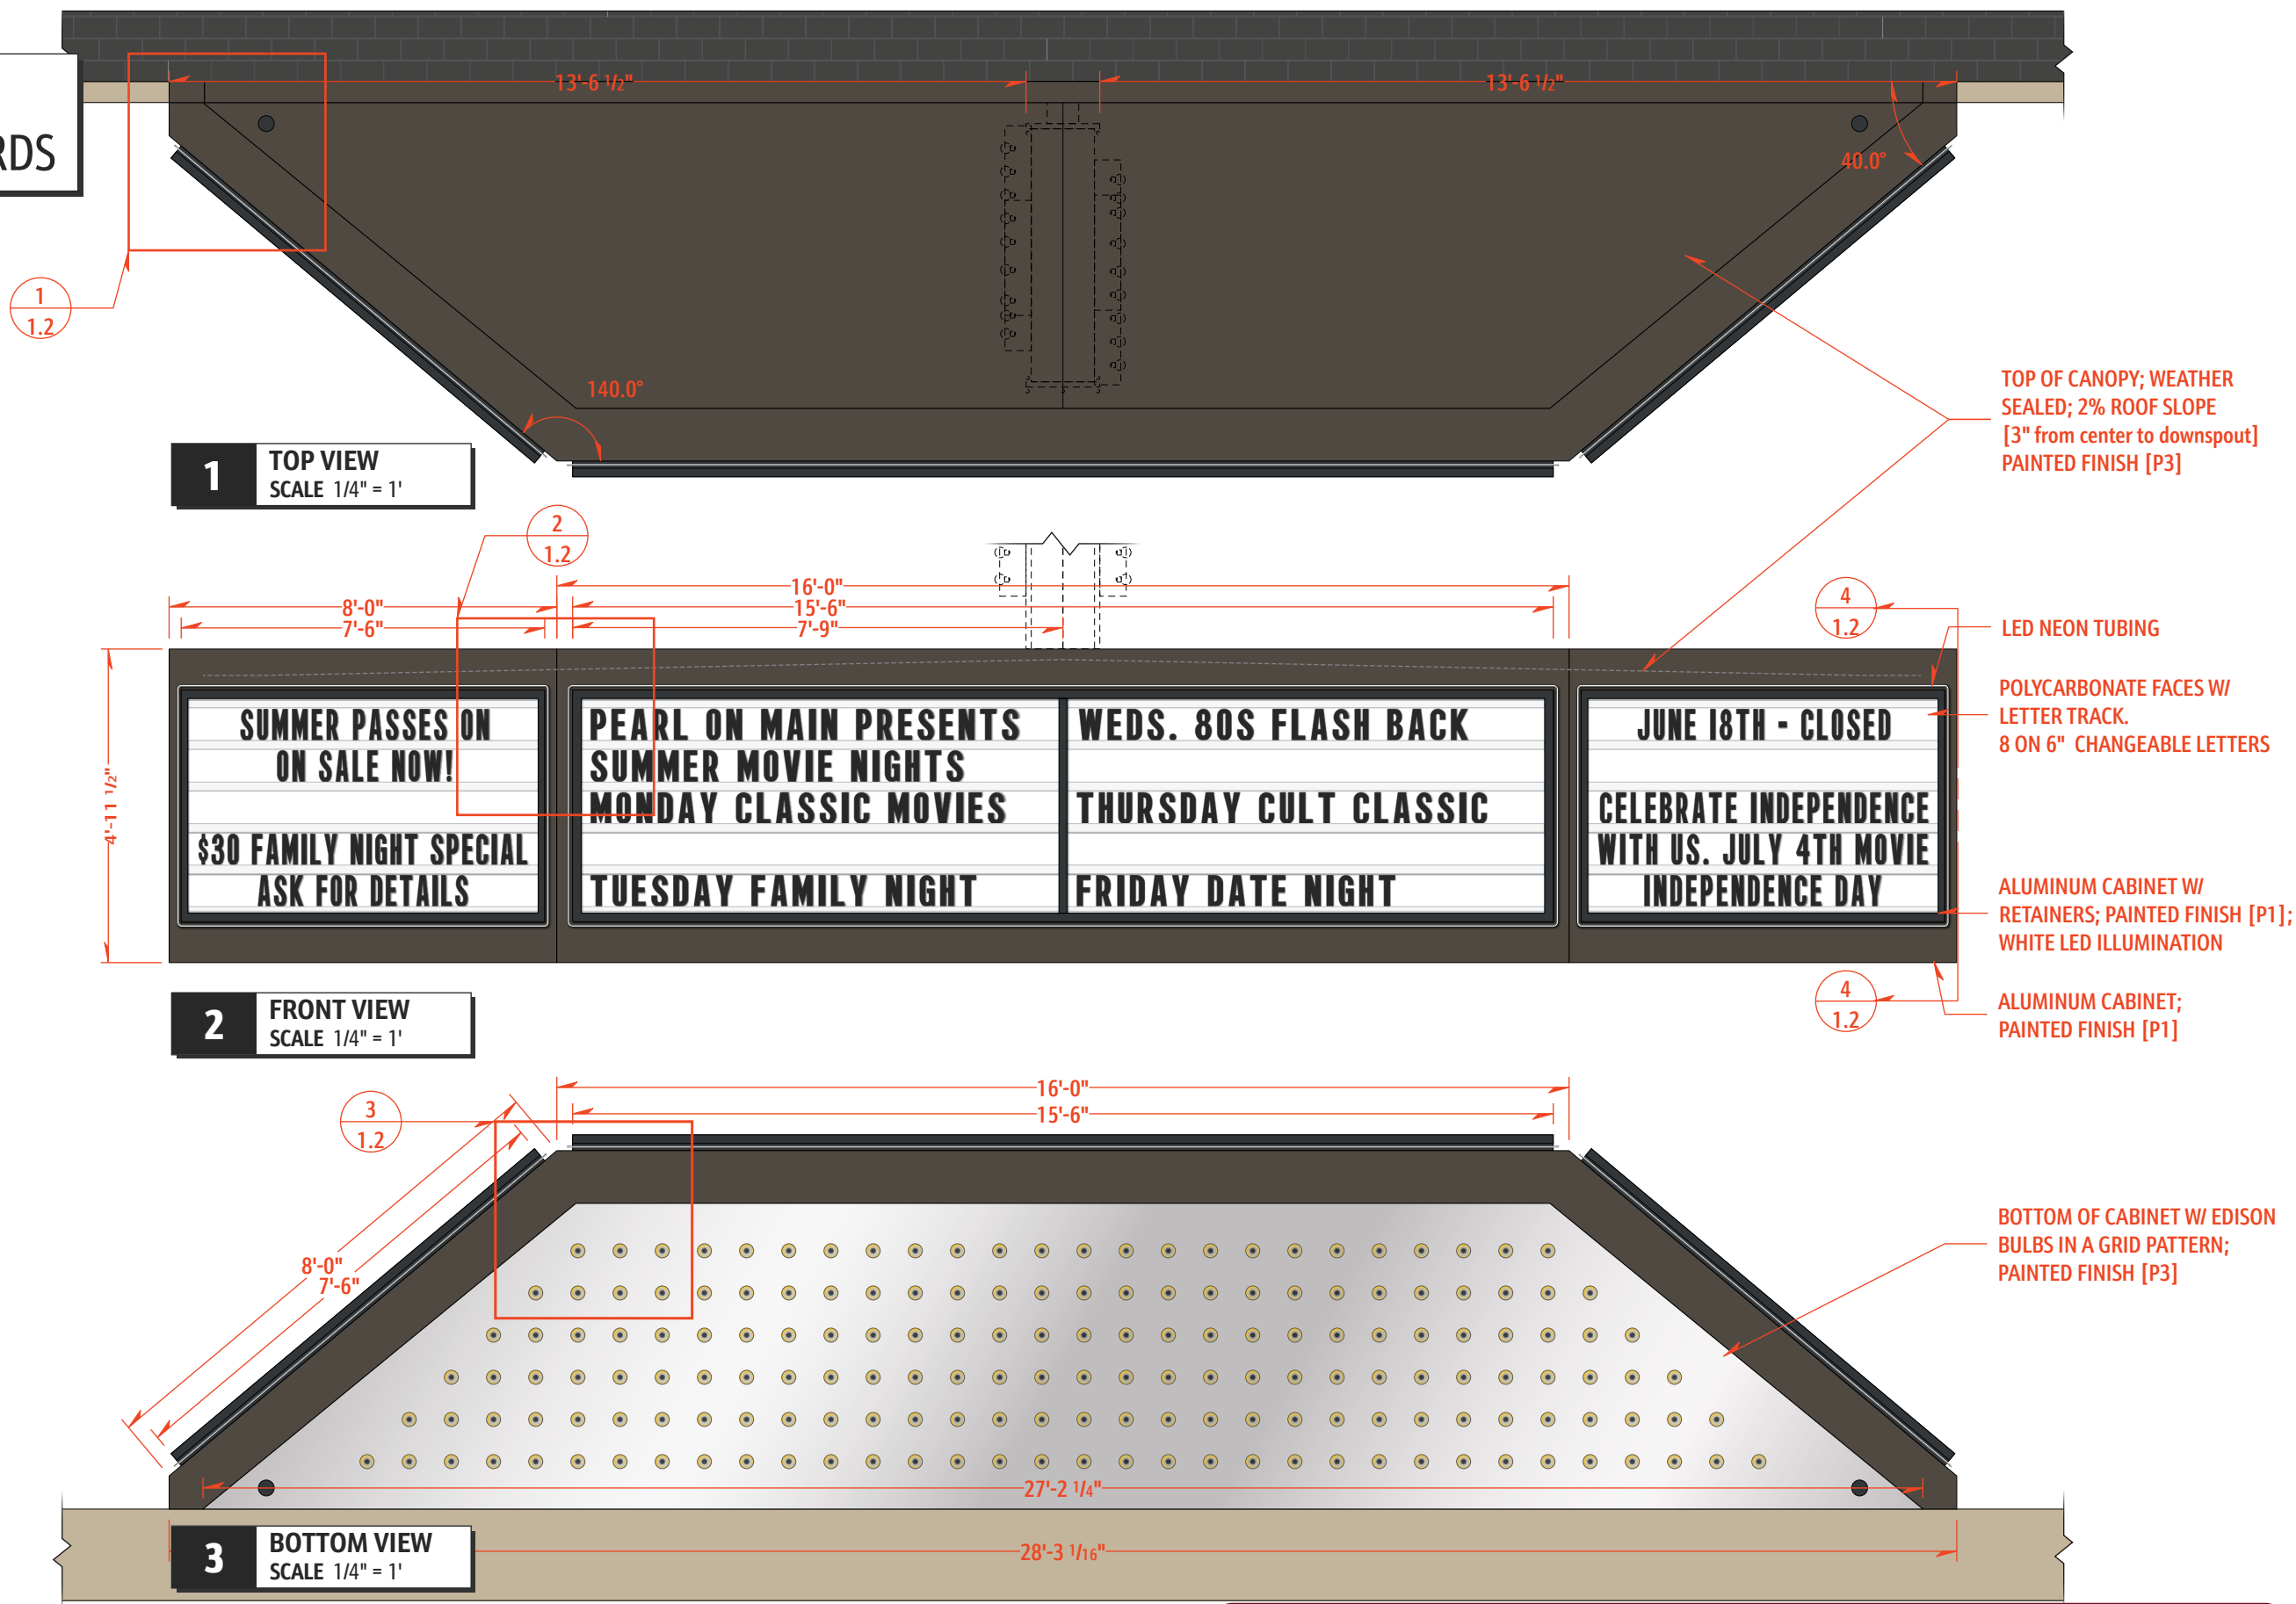 RDS
13'-6 1/2"
13'-6 1/2"
40.0°
1
1.2
140.0°
TOP OF CANOPY; WEATHER
SEALED; 2% ROOF SLOPE
[3" from center to downspout]
PAINTED FINISH [P3]
1
TOP VIEW
SCALE 1/4" = 1'
2
1.2
16'-0"
8'-0"
15'-6"
7'-6"
7'-9"
4
1.2
LED NEON TUBING
POLYCARBONATE FACES W/
LETTER TRACK.
8 ON 6" CHANGEABLE LETTERS
4'-11 1/2"
SUMMER PASSES ON
ON SALE NOW!
$30 FAMILY NIGHT SPECIAL
ASK FOR DETAILS
PEARL ON MAIN PRESENTS
SUMMER MOVIE NIGHTS
MONDAY CLASSIC MOVIES
TUESDAY FAMILY NIGHT
WEDS. 80S FLASH BACK
THURSDAY CULT CLASSIC
FRIDAY DATE NIGHT
JUNE 18TH - CLOSED
CELEBRATE INDEPENDENCE
WITH US. JULY 4TH MOVIE
INDEPENDENCE DAY
ALUMINUM CABINET W/
RETAINERS; PAINTED FINISH [P1];
WHITE LED ILLUMINATION
4
1.2
ALUMINUM CABINET;
PAINTED FINISH [P1]
2
FRONT VIEW
SCALE 1/4" = 1'
3
1.2
16'-0"
15'-6"
8'-0"
7'-6"
BOTTOM OF CABINET W/ EDISON
BULBS IN A GRID PATTERN;
PAINTED FINISH [P3]
27'-2 1/4"
28'-3 1/16"
3
BOTTOM VIEW
SCALE 1/4" = 1'